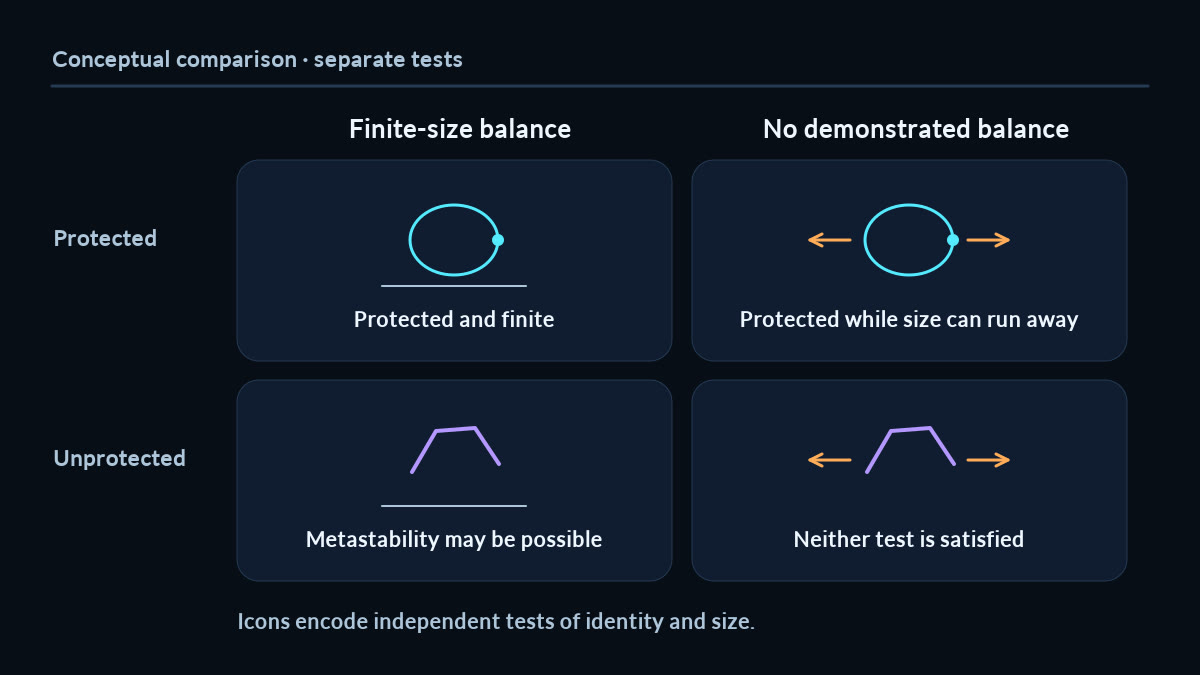 Conceptual comparison · separate tests
Finite-size balance
No demonstrated balance
Protected
Protected and finite
Protected while size can run away
Unprotected
Metastability may be possible
Neither test is satisfied
Icons encode independent tests of identity and size.